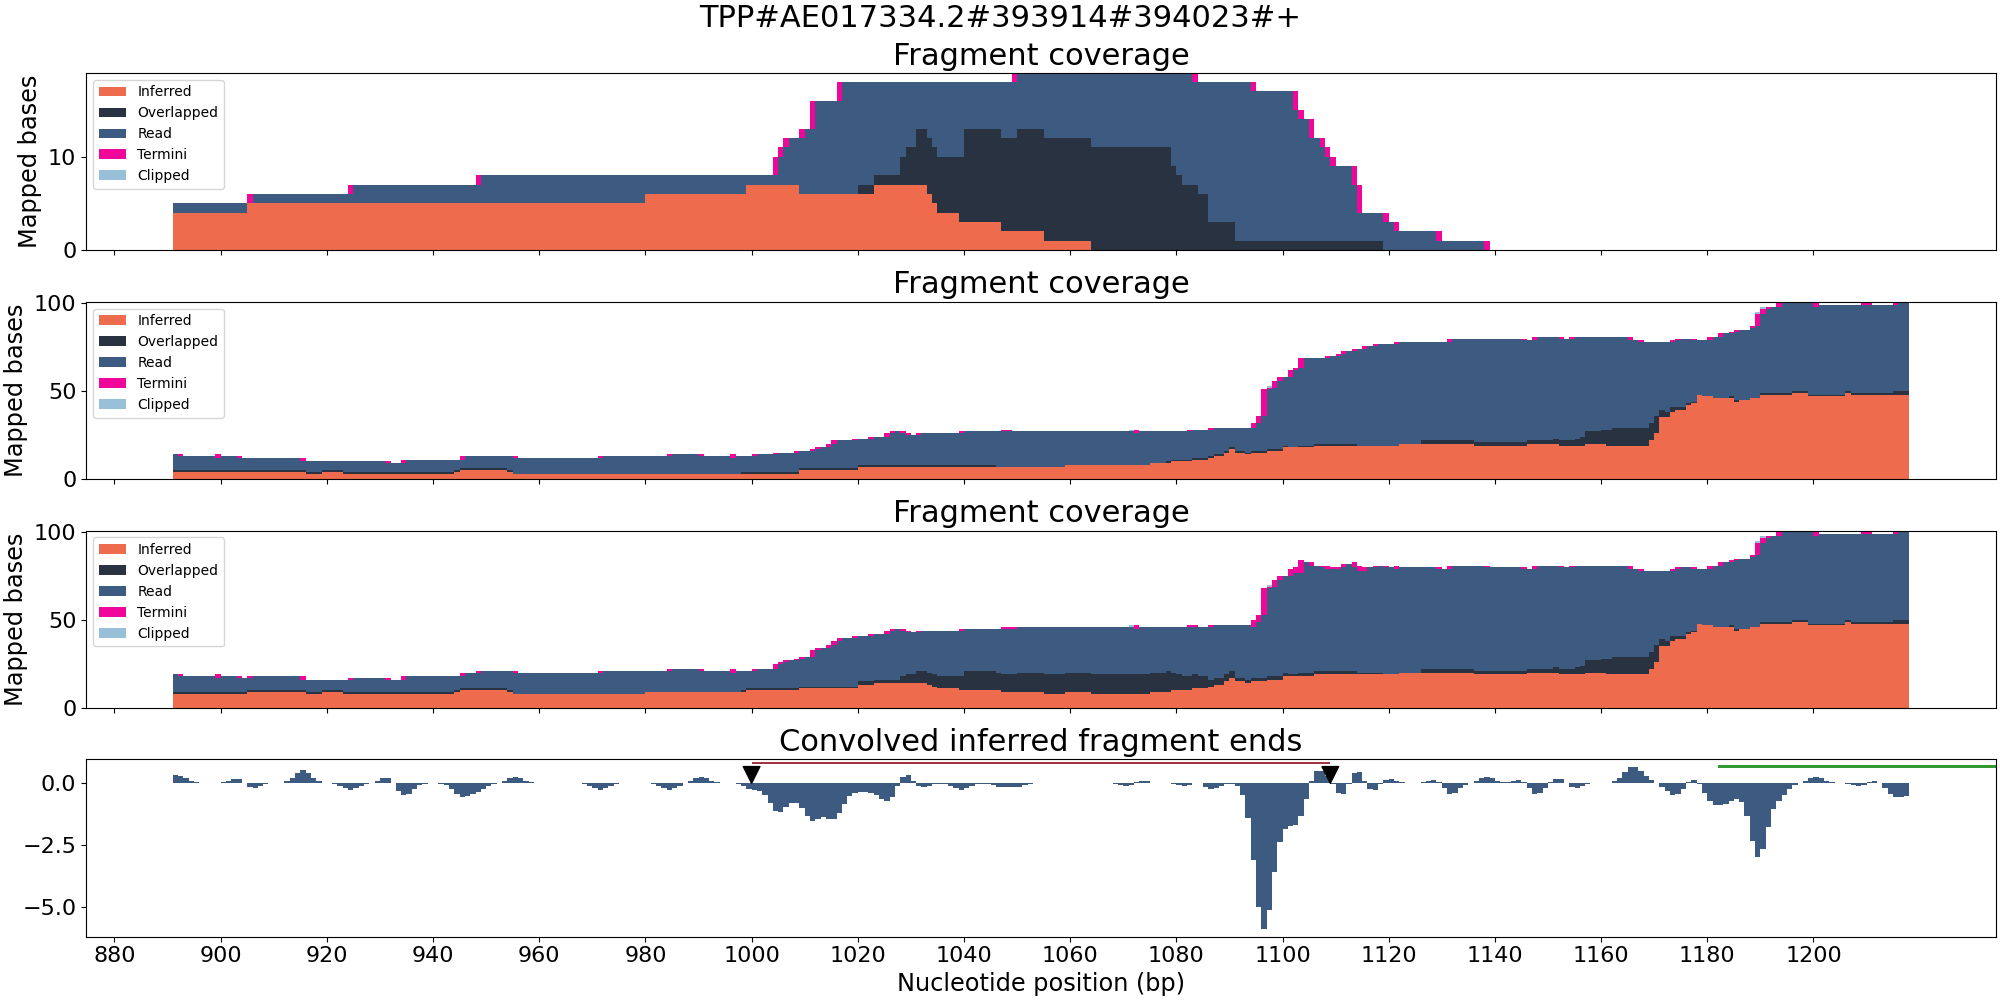 TPP#AE017334.2#393914#394023#+
Fragment coverage
Mapped bases
10
0
Inferred
Overlapped
Read
Termini
Clipped
Fragment coverage
Mapped bases
100
50
0
Inferred
Overlapped
Read
Termini
Clipped
Fragment coverage
Mapped bases
100
50
0
Inferred
Overlapped
Read
Termini
Clipped
Convolved inferred fragment ends
0.0
−2.5
−5.0
880 900 920 940 960 980 1000 1020 1040 1060 1080 1100 1120 1140 1160 1180 1200
Nucleotide position (bp)